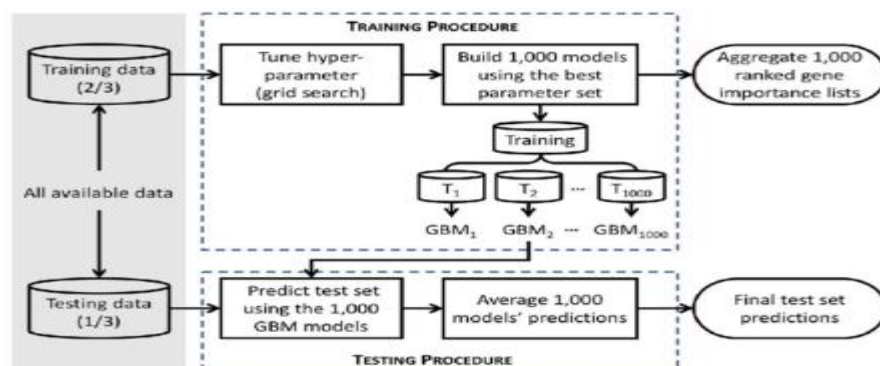 TRAINING PROCEDURE
Training data
(2/3)
Tune hyper-
parameter
(grid search)
Build 1,000 models
using the best
parameter set
Aggregate 1,000
ranked gene
importance lists
Training
All available data
T1
T2
...
T1000
GBM1
GBM2
...
GBM1000
Testing data
(1/3)
Predict test set
using the 1,000
GBM models
Average 1,000
models' predictions
Final test set
predictions
TESTING PROCEDURE